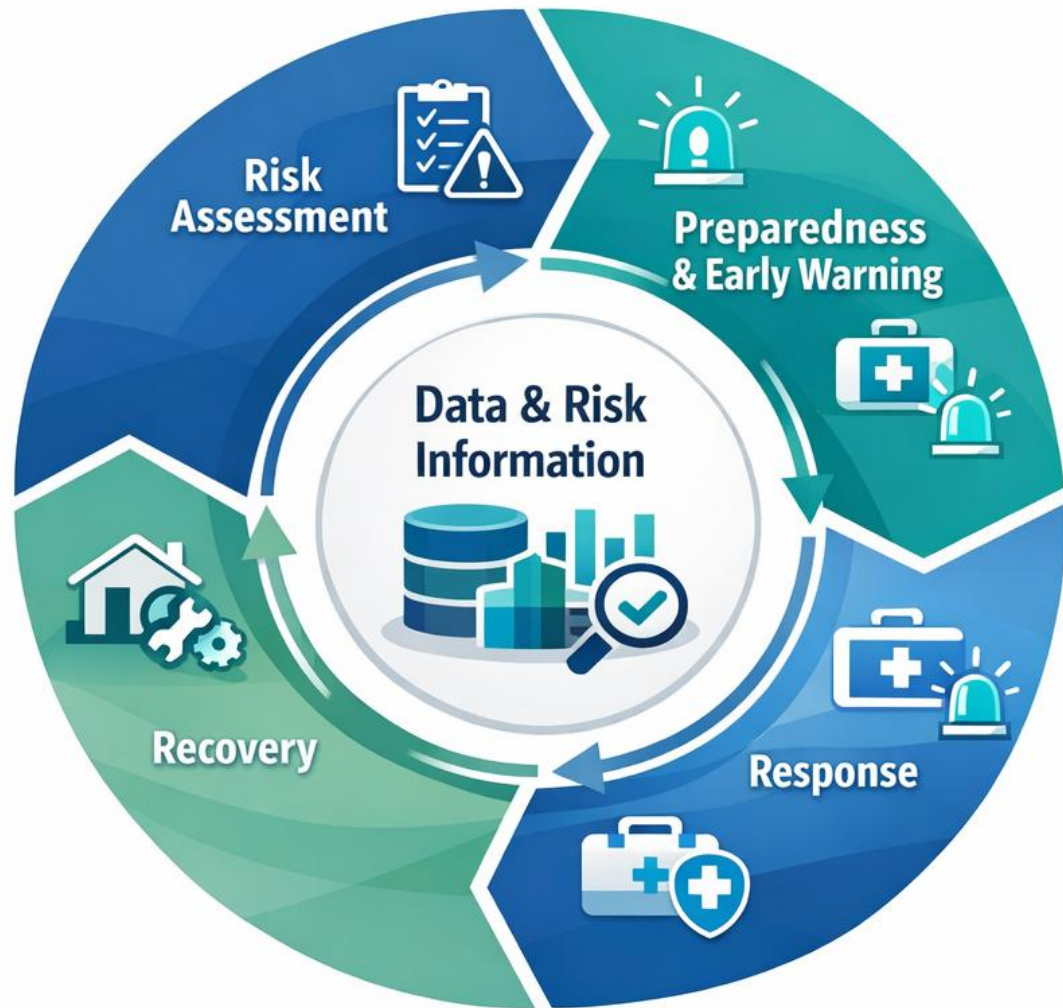 Risk
Assessment
Preparedness
& Early Warning
Data & Risk
Information
Recovery
Response